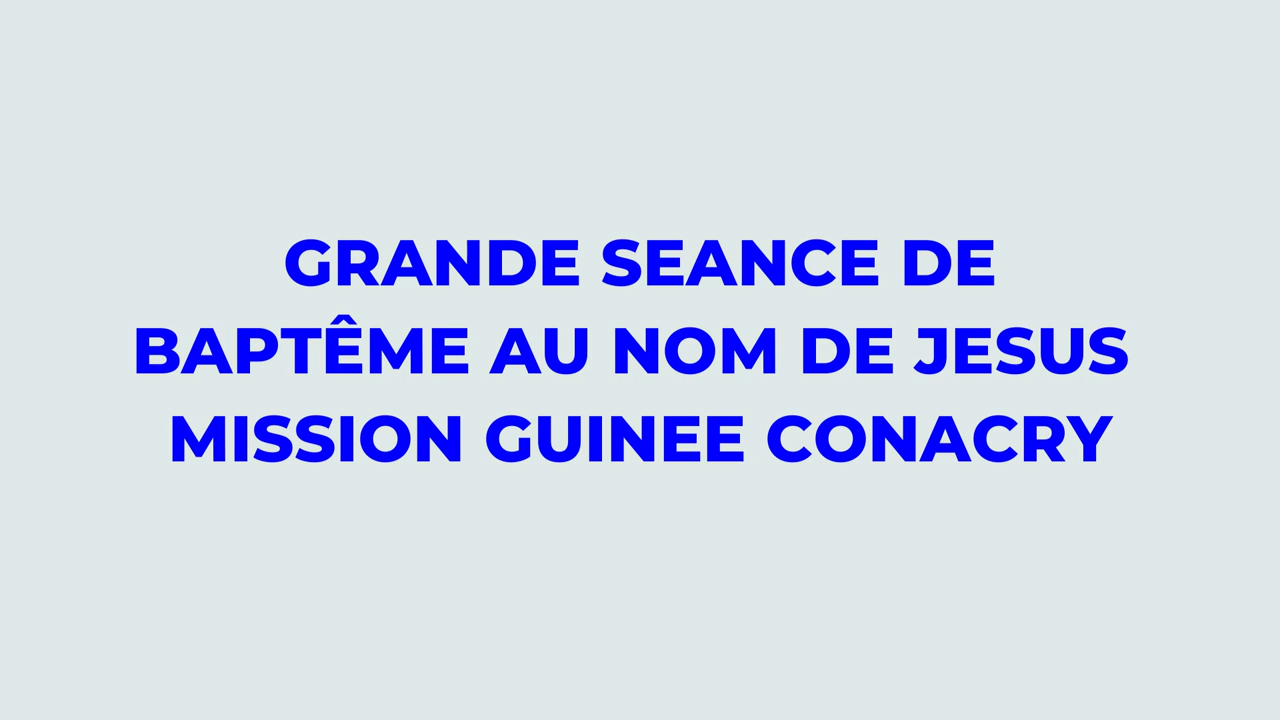 GRANDE SEANCE DE
BAPTÊME AU NOM DE JESUS
MISSION GUINEE CONACRY